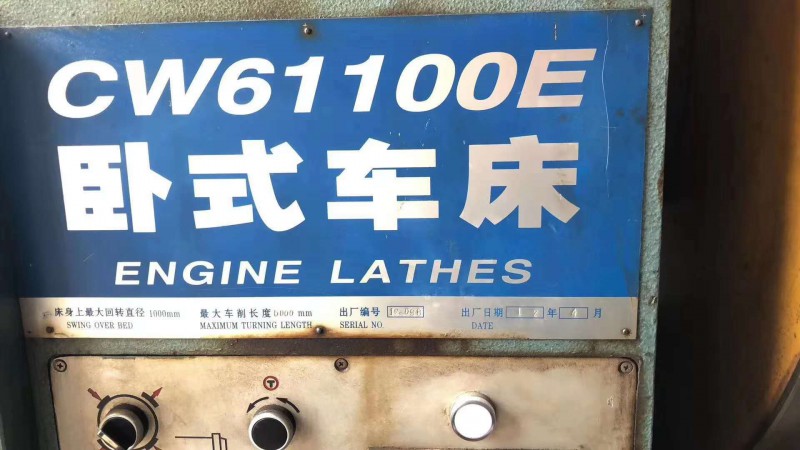 CW61100E
卧式车床
ENGINE LATHES
床身上最大回转直径 1000mm 最大车削长度 mm 出厂编号 出厂日期 12 年 4 月
SWING OVER BED MAXIMUM TURNING LENGTH SERIAL NO. DATE